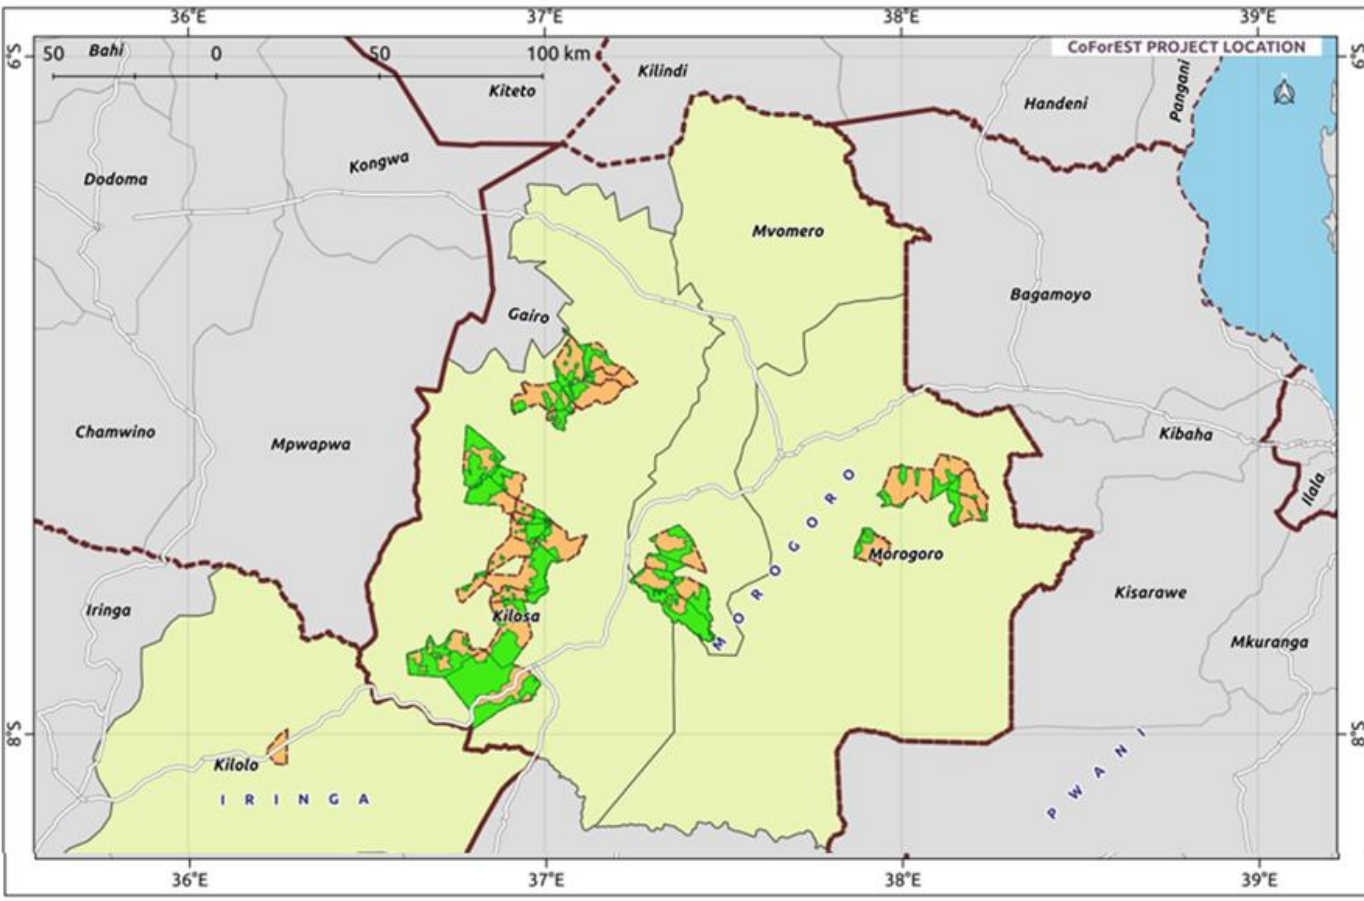 36°E 37°E 38°E 39°E
6°S 6°S
50 0 50 100 km
CoForEST PROJECT LOCATION
Bahi
Kilindi
Kiteto
Handeni
Pangani
Kongwa
Dodoma
Mvomero
Bagamoyo
Gairo
Chamwino
Mpwapwa
Kibaha
Ilala
MOROGORO
Morogoro
Kisarawe
Iringa
Kilosa
Mkuranga
8°S 8°S
Kilolo
IRINGA
PWANI
36°E 37°E 38°E 39°E